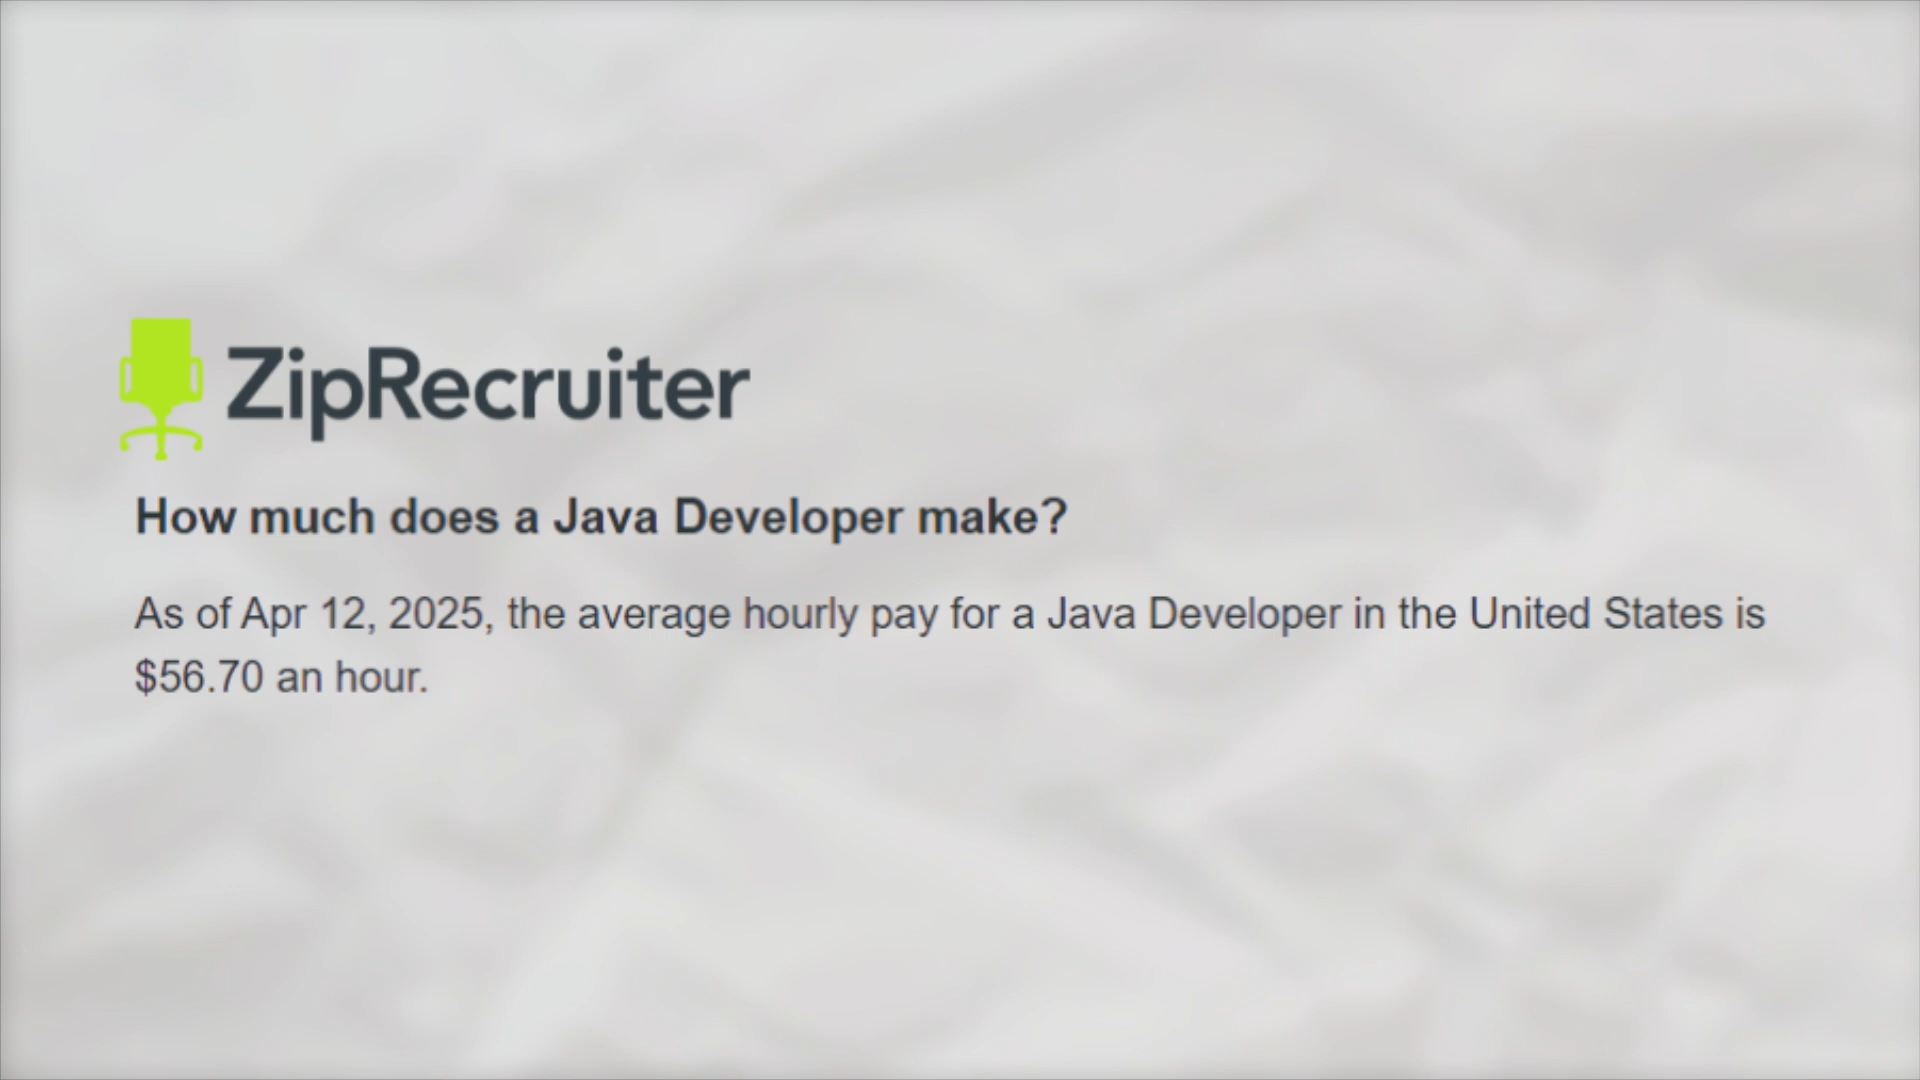 ZipRecruiter
How much does a Java Developer make?
As of Apr 12, 2025, the average hourly pay for a Java Developer in the United States is
$56.70 an hour.